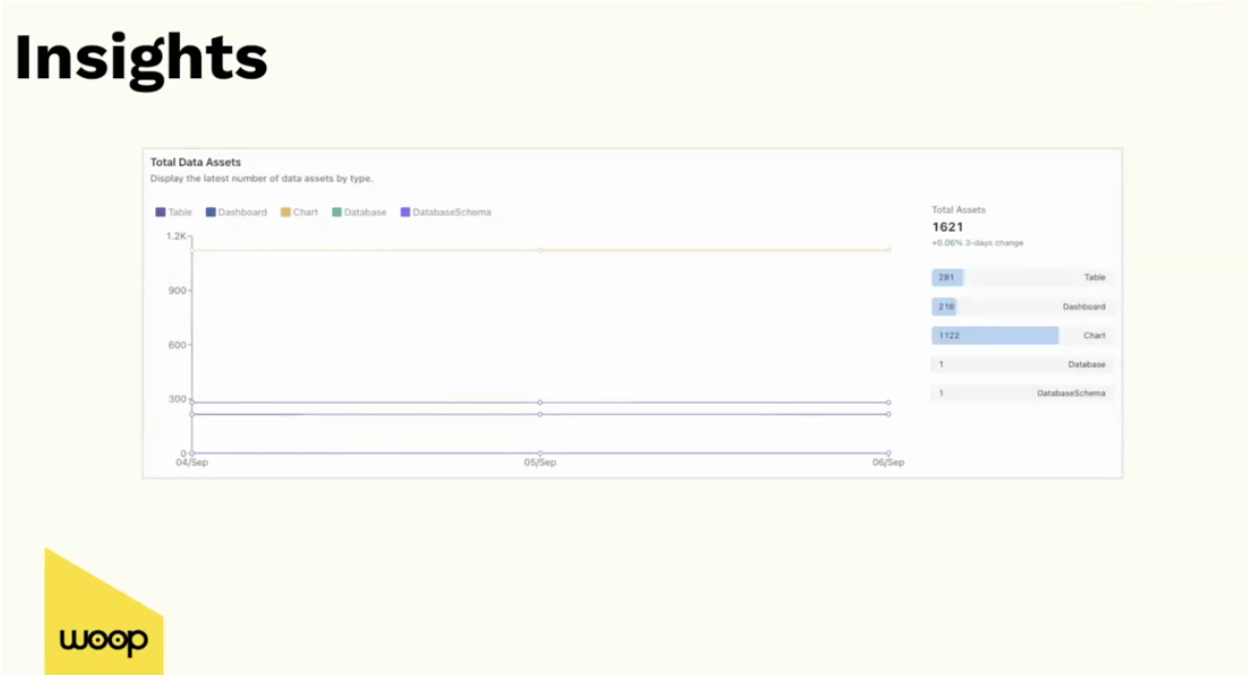 Insights
Total Data Assets
Display the latest number of data assets by type.
Table Dashboard Chart Database DatabaseSchema
1.2K
900
600
300
0
04/Sep 05/Sep 06/Sep
Total Assets
1621
+0.06% 3-days change
281 Table
216 Dashboard
1122 Chart
1 Database
1 DatabaseSchema
woop